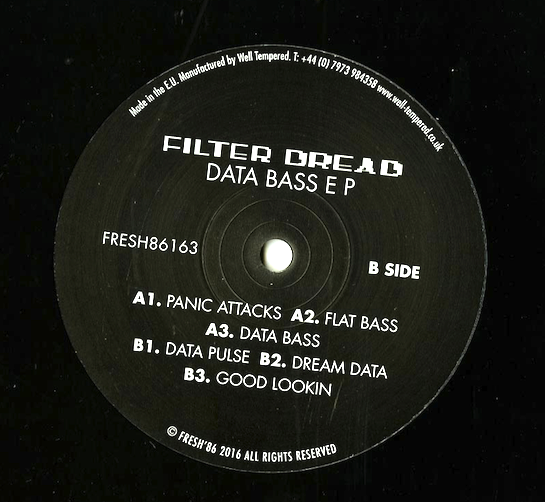 Made in the E.U. Manufactured by Well Tempered. T: +44 (0) 7973 984358 www.well-tempered.co.uk
FILTER DREAD
DATA BASS E P
FRESH86163
B SIDE
A1. PANIC ATTACKS A2. FLAT BASS
A3. DATA BASS
B1. DATA PULSE B2. DREAM DATA
B3. GOOD LOOKIN
© FRESH'86 2016 ALL RIGHTS RESERVED